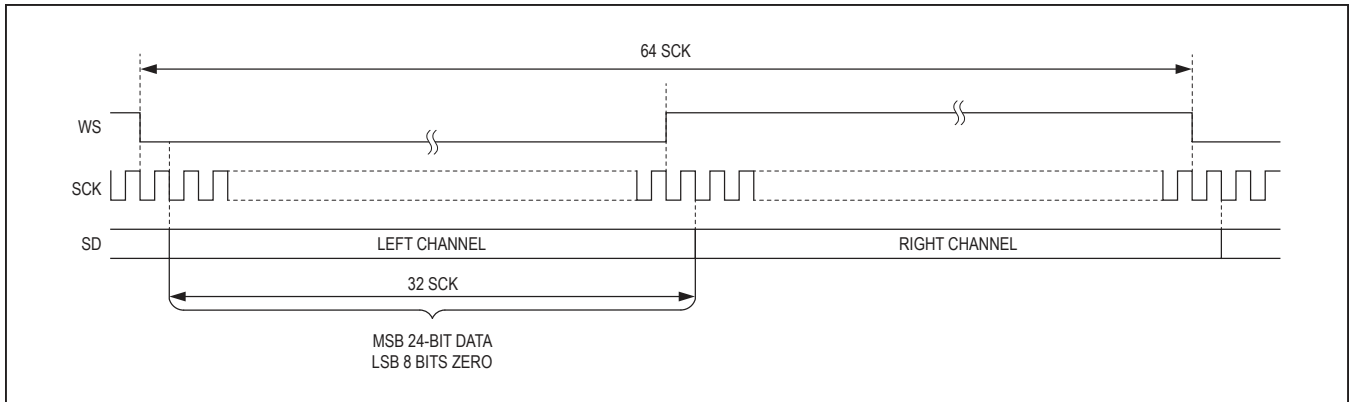 64 SCK
WS
SCK
SD
LEFT CHANNEL
RIGHT CHANNEL
32 SCK
MSB 24-BIT DATA
LSB 8 BITS ZERO